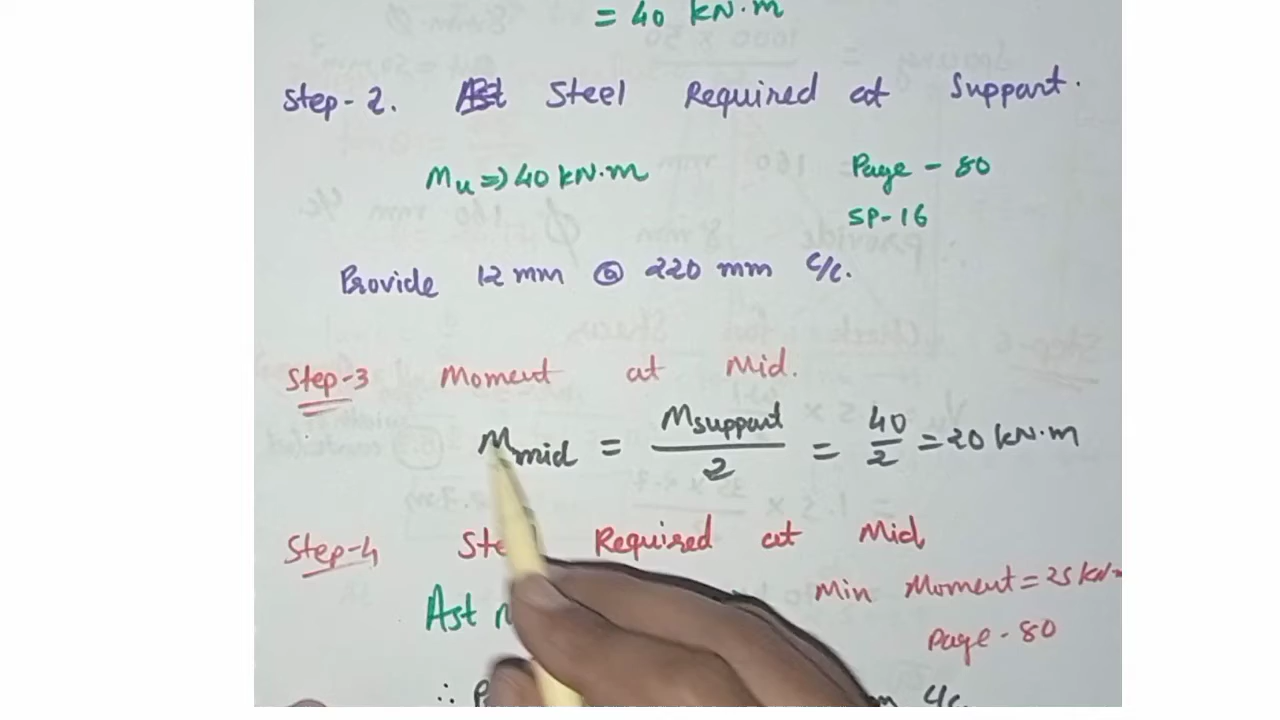 = 40 KN·m
Step-2. Ast Steel Required at Support.
Mu => 40 KN·m Page - 80
SP-16
Provide 12 mm @ 220 mm c/c.
Step-3 Moment at Mid.
Mmid = Msupport / 2 = 40 / 2 = 20 KN·m
Step-4 Required at Mid
Min Moment = 25 KN-
Ast
Page - 80
∴ c/c